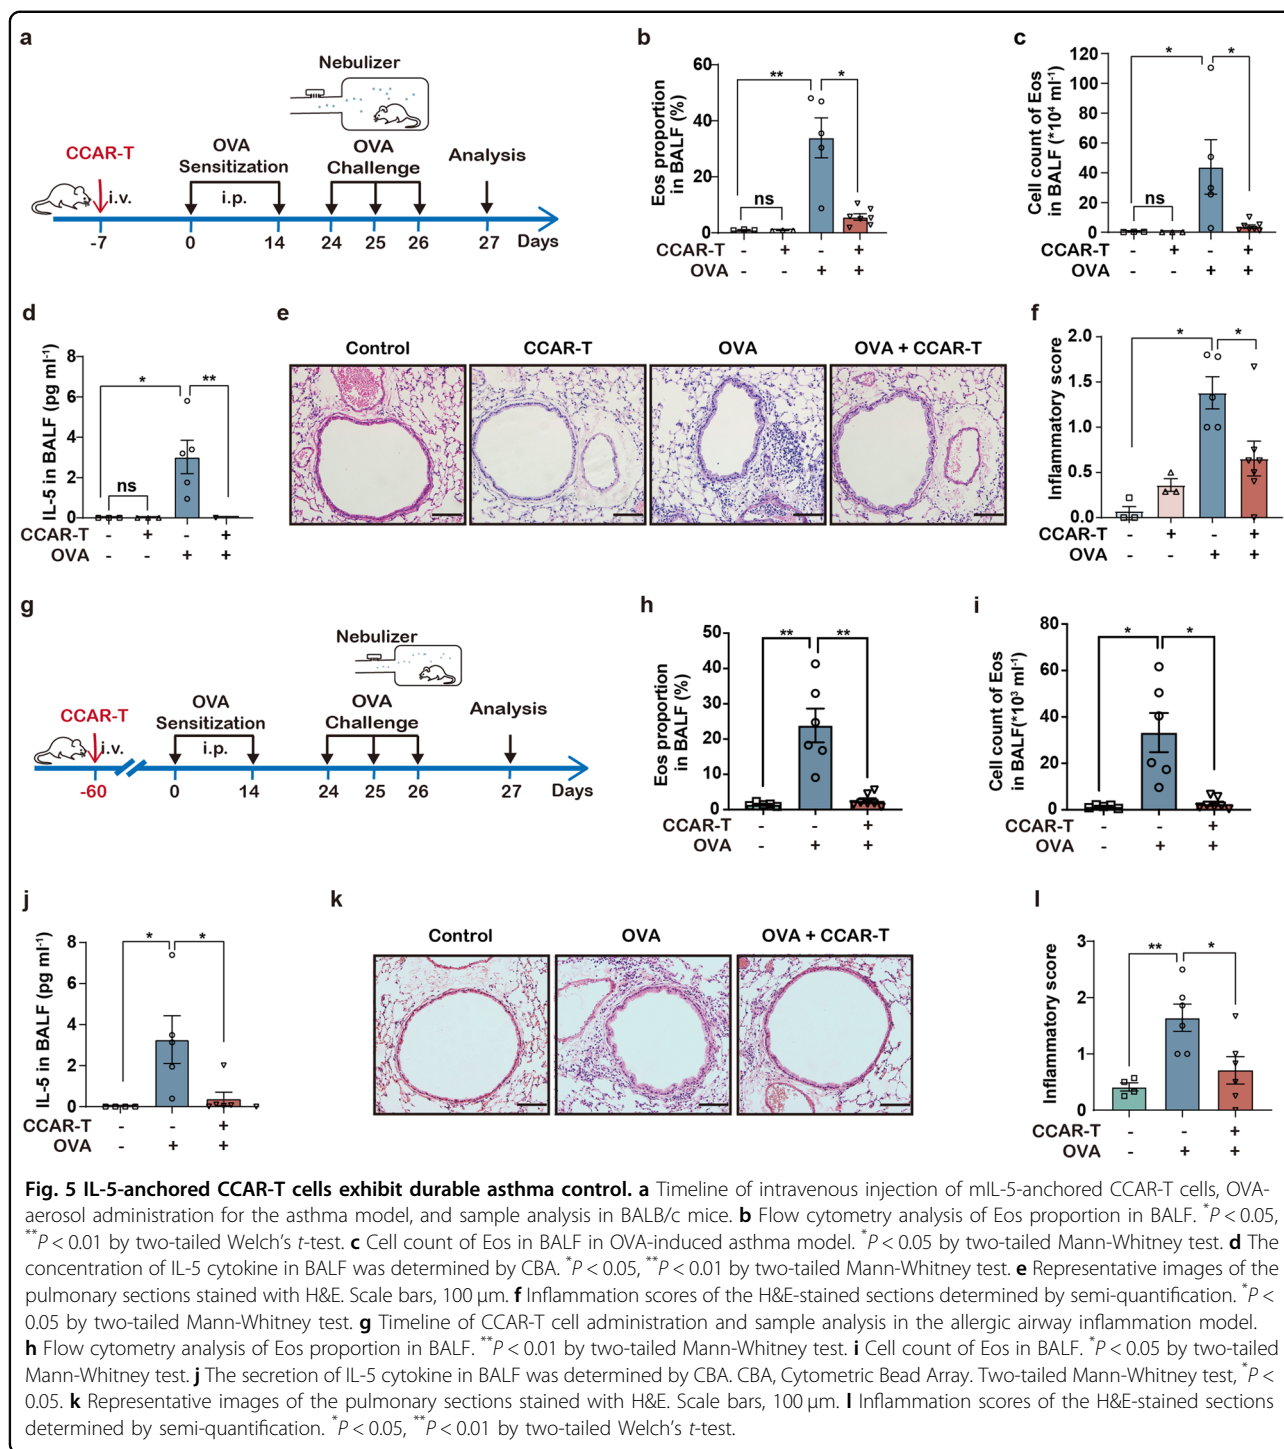 a
Nebulizer
CCAR-T
OVA
Sensitization
OVA
Challenge
Analysis
i.v.
i.p.
-7
0
14
24
25
26
27
Days
b
Eos proportion
in BALF (%)
60
40
20
0
**
*
ns
CCAR-T - + - +
OVA - - + +
c
Cell count of Eos
in BALF (*10⁴ ml⁻¹)
120
100
80
60
40
20
0
*
*
ns
CCAR-T - + - +
OVA - - + +
d
IL-5 in BALF (pg ml⁻¹)
8
6
4
2
0
*
**
ns
CCAR-T - + - +
OVA - - + +
e
Control
CCAR-T
OVA
OVA + CCAR-T
f
Inflammatory score
2.0
1.5
1.0
0.5
0.0
*
*
CCAR-T - + - +
OVA - - + +
g
Nebulizer
CCAR-T
OVA
Sensitization
OVA
Challenge
Analysis
i.v.
i.p.
-60
0
14
24
25
26
27
Days
h
Eos proportion
in BALF (%)
50
40
30
20
10
0
**
**
CCAR-T - - +
OVA - + +
i
Cell count of Eos
in BALF(*10³ ml⁻¹)
80
60
40
20
0
*
*
CCAR-T - - +
OVA - + +
j
IL-5 in BALF (pg ml⁻¹)
8
6
4
2
0
*
*
CCAR-T - - +
OVA - + +
k
Control
OVA
OVA + CCAR-T
l
Inflammatory score
3
2
1
0
**
*
CCAR-T - - +
OVA - + +
Fig. 5 IL-5-anchored CCAR-T cells exhibit durable asthma control. a Timeline of intravenous injection of mIL-5-anchored CCAR-T cells, OVA-
aerosol administration for the asthma model, and sample analysis in BALB/c mice. b Flow cytometry analysis of Eos proportion in BALF. *P < 0.05,
**P < 0.01 by two-tailed Welch's t-test. c Cell count of Eos in BALF in OVA-induced asthma model. *P < 0.05 by two-tailed Mann-Whitney test. d The
concentration of IL-5 cytokine in BALF was determined by CBA. *P < 0.05, **P < 0.01 by two-tailed Mann-Whitney test. e Representative images of the
pulmonary sections stained with H&E. Scale bars, 100 µm. f Inflammation scores of the H&E-stained sections determined by semi-quantification. *P <
0.05 by two-tailed Mann-Whitney test. g Timeline of CCAR-T cell administration and sample analysis in the allergic airway inflammation model.
h Flow cytometry analysis of Eos proportion in BALF. **P < 0.01 by two-tailed Mann-Whitney test. i Cell count of Eos in BALF. *P < 0.05 by two-tailed
Mann-Whitney test. j The secretion of IL-5 cytokine in BALF was determined by CBA. CBA, Cytometric Bead Array. Two-tailed Mann-Whitney test, *P <
0.05. k Representative images of the pulmonary sections stained with H&E. Scale bars, 100 µm. l Inflammation scores of the H&E-stained sections
determined by semi-quantification. *P < 0.05, **P < 0.01 by two-tailed Welch's t-test.